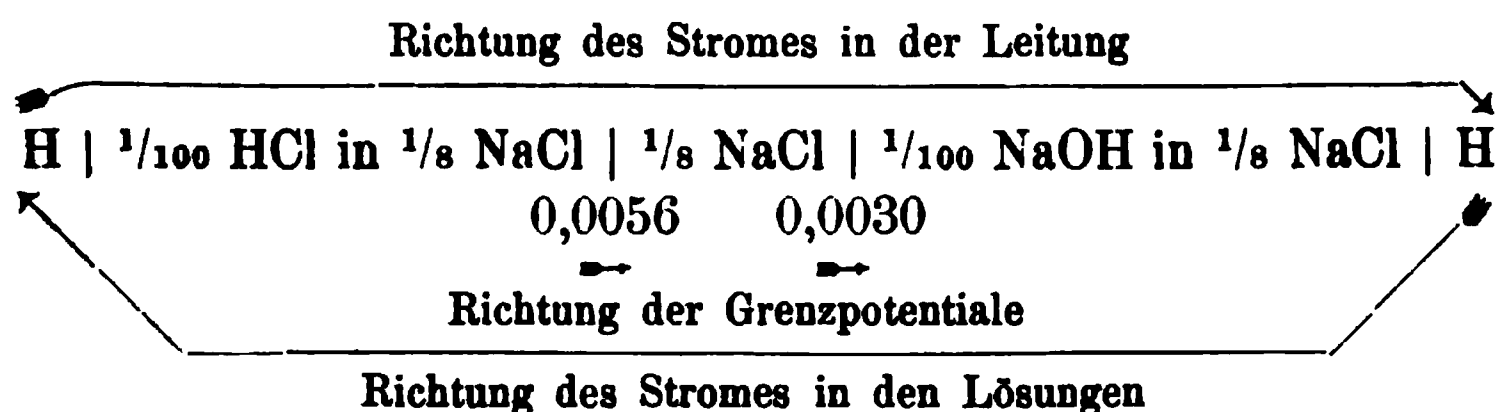 Richtung des Stromes in der Leitung
H | ¹/₁₀₀ HCl in ¹/₈ NaCl | ¹/₈ NaCl | ¹/₁₀₀ NaOH in ¹/₈ NaCl | H
0,0056 0,0030
Richtung der Grenzpotentiale
Richtung des Stromes in den Lösungen